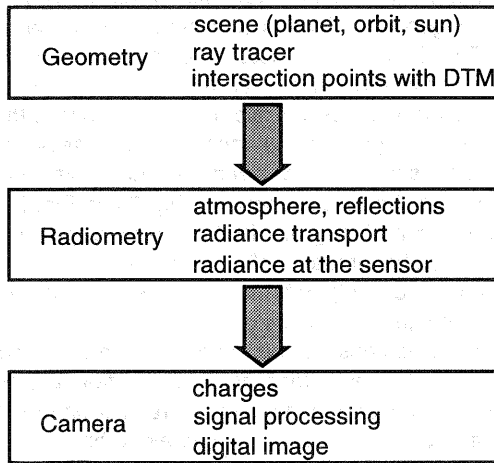 scene (planet, orbit, sun)
Geometry ray tracer
intersection points with DTM
atmosphere, reflections
Radiometry radiance transport
radiance at the sensor
charges
signal processing
Camera digital image